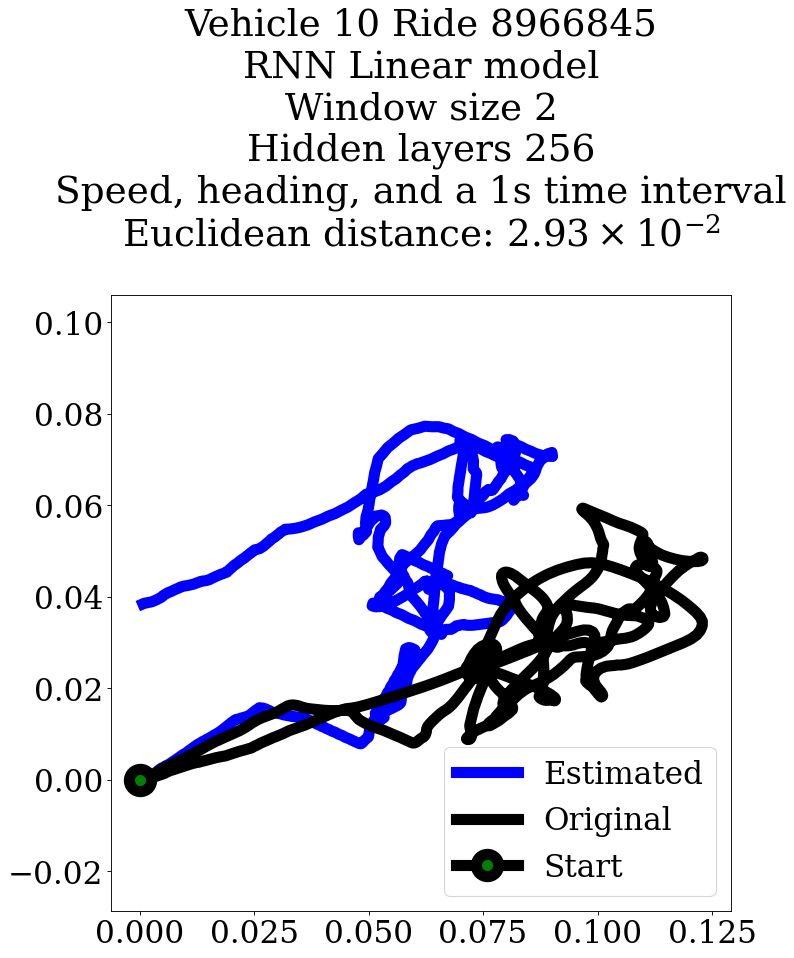 Vehicle 10 Ride 8966845
RNN Linear model
Window size 2
Hidden layers 256
Speed, heading, and a 1s time interval
Euclidean distance: 2.93 × 10⁻²
0.10
0.08
0.06
0.04
0.02
0.00
−0.02
Estimated
Original
Start
0.000 0.025 0.050 0.075 0.100 0.125